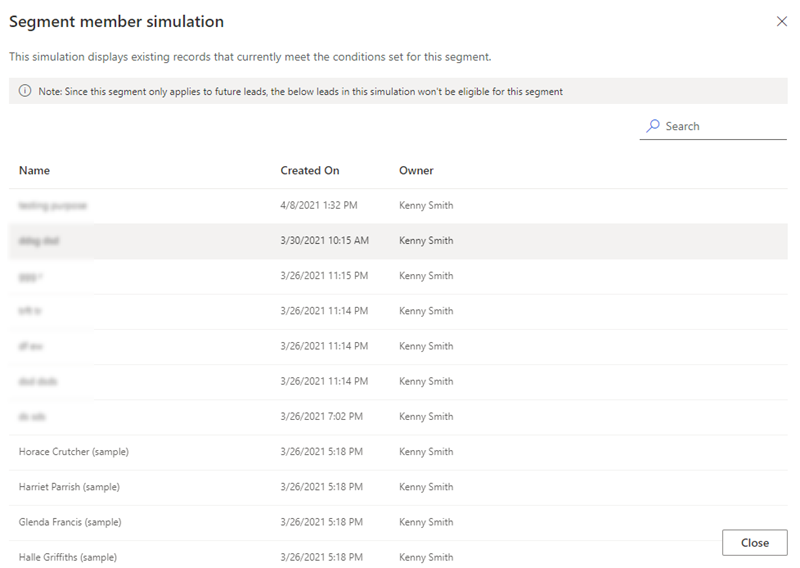 Segment member simulation
This simulation displays existing records that currently meet the conditions set for this segment.
Note: Since this segment only applies to future leads, the below leads in this simulation won't be eligible for this segment
Search
Name Created On Owner
4/8/2021 1:32 PM Kenny Smith
3/30/2021 10:15 AM Kenny Smith
3/26/2021 11:15 PM Kenny Smith
3/26/2021 11:14 PM Kenny Smith
3/26/2021 11:14 PM Kenny Smith
3/26/2021 11:14 PM Kenny Smith
3/26/2021 7:02 PM Kenny Smith
Horace Crutcher (sample) 3/26/2021 5:18 PM Kenny Smith
Harriet Parrish (sample) 3/26/2021 5:18 PM Kenny Smith
Glenda Francis (sample) 3/26/2021 5:18 PM Kenny Smith
Close
Halle Griffiths (sample) 3/26/2021 5:18 PM Kenny Smith